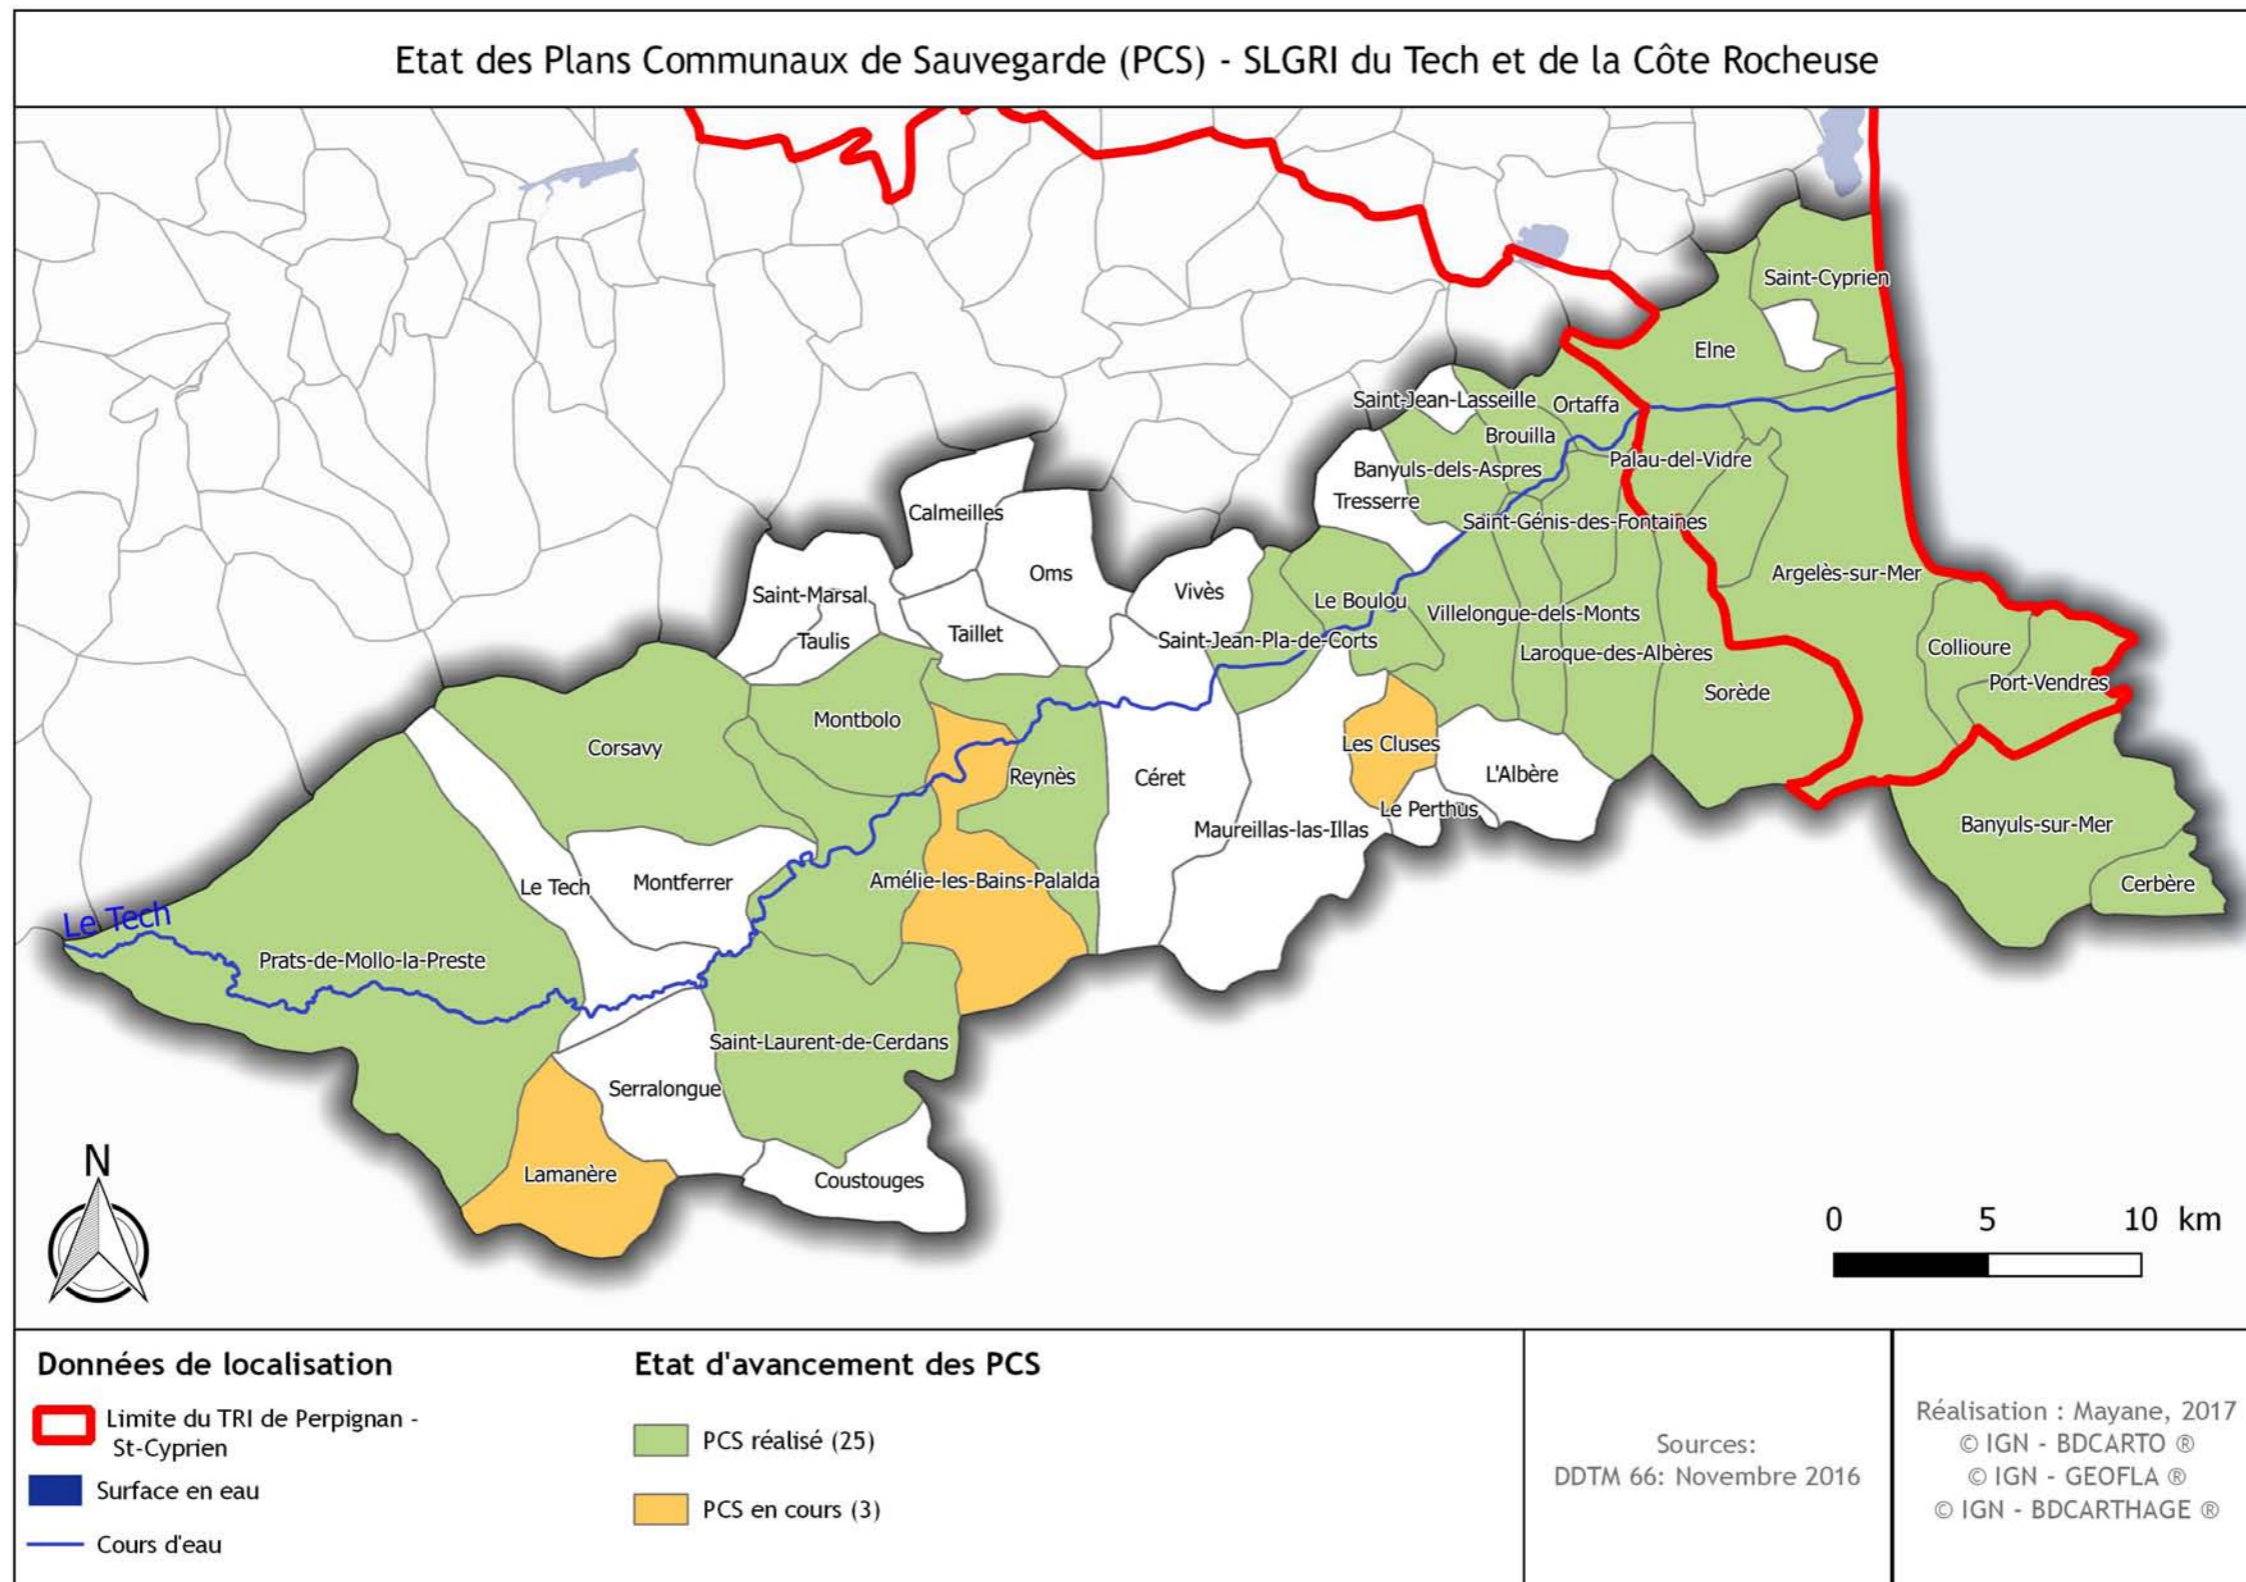 Etat des Plans Communaux de Sauvegarde (PCS) - SLGRI du Tech et de la Côte Rocheuse
Saint-Cyprien
Elne
Saint-Jean-Lasseille
Ortaffa
Brouilla
Palau-del-Vidre
Banyuls-dels-Aspres
Tresserre
Calmeilles
Saint-Génis-des-Fontaines
Oms
Argelès-sur-Mer
Vivès
Saint-Marsal
Le Boulou
Villelongue-dels-Monts
Taulis
Taillet
Saint-Jean-Pla-de-Corts
Collioure
Laroque-des-Albères
Port-Vendres
Sorède
Montbolo
Corsavy
Les Cluses
Reynès
Céret
L'Albère
Le Perthus
Maureillas-las-Illas
Banyuls-sur-Mer
Le Tech
Montferrer
Amélie-les-Bains-Palalda
Cerbère
Le Tech
Prats-de-Mollo-la-Preste
Saint-Laurent-de-Cerdans
Serralongue
Lamanère
Coustouges
N
0 5 10 km
Données de localisation
Limite du TRI de Perpignan -
St-Cyprien
Surface en eau
Cours d'eau
Etat d'avancement des PCS
PCS réalisé (25)
PCS en cours (3)
Sources:
DDTM 66: Novembre 2016
Réalisation : Mayane, 2017
© IGN - BDCARTO ®
© IGN - GEOFLA ®
© IGN - BDCARTHAGE ®